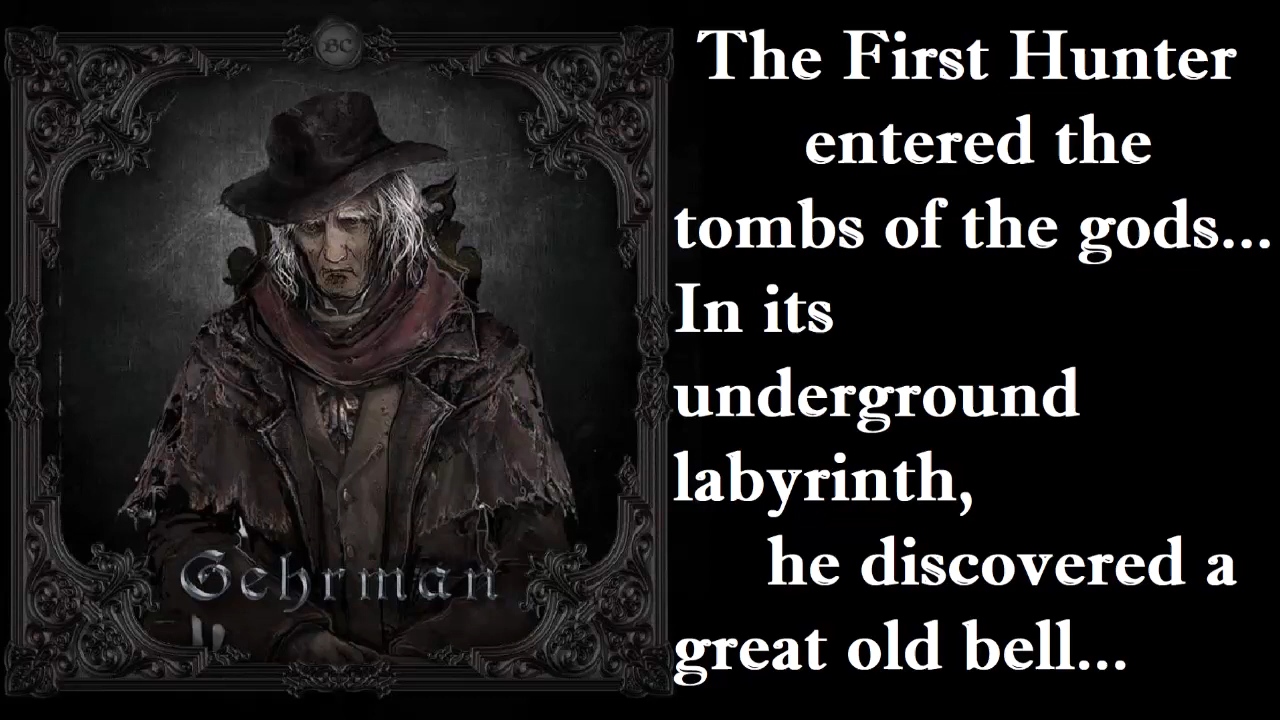 BC
Gehrman
The First Hunter
entered the
tombs of the gods...
In its
underground
labyrinth,
he discovered a
great old bell...